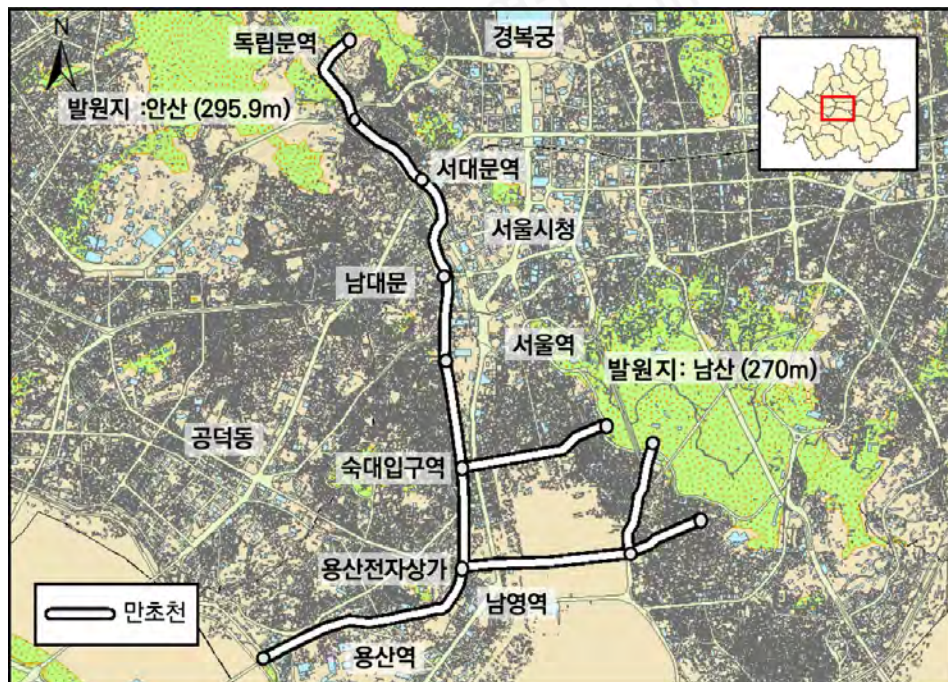 N
독립문역
경복궁
발원지 :안산 (295.9m)
서대문역
서울시청
남대문
서울역
발원지: 남산 (270m)
공덕동
숙대입구역
용산전자상가
남영역
만초천
용산역